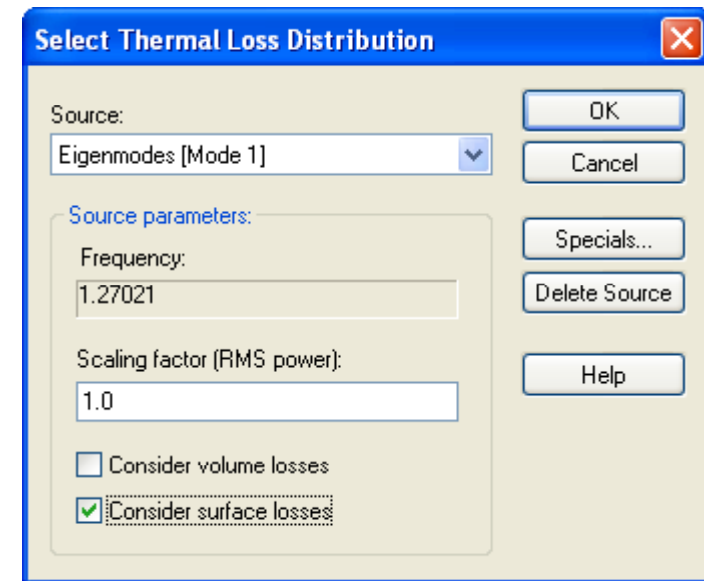 Select Thermal Loss Distribution
Source:
Eigenmodes [Mode 1]
Source parameters:
Frequency:
1.27021
Scaling factor (RMS power):
1.0
Consider volume losses
Consider surface losses
OK
Cancel
Specials...
Delete Source
Help